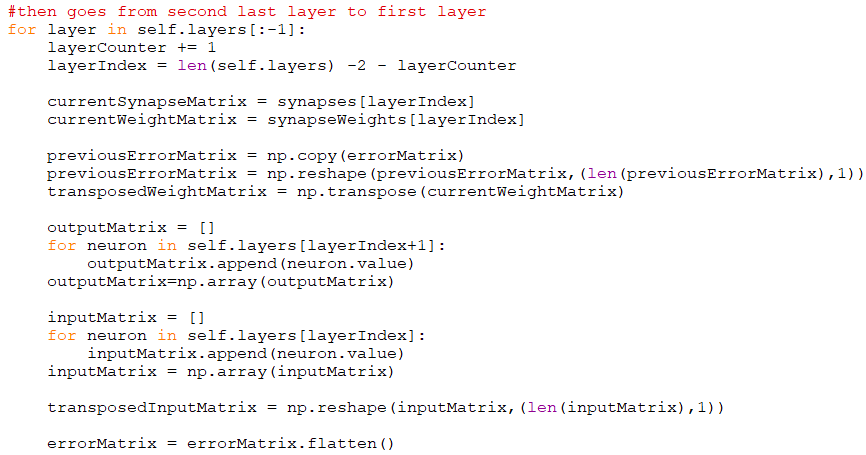 #then goes from second last layer to first layer
for layer in self.layers[:-1]:
    layerCounter += 1
    layerIndex = len(self.layers) -2 - layerCounter
    currentSynapseMatrix = synapses[layerIndex]
    currentWeightMatrix = synapseWeights[layerIndex]
    previousErrorMatrix = np.copy(errorMatrix)
    previousErrorMatrix = np.reshape(previousErrorMatrix,(len(previousErrorMatrix),1))
    transposedWeightMatrix = np.transpose(currentWeightMatrix)
    outputMatrix = []
    for neuron in self.layers[layerIndex+1]:
        outputMatrix.append(neuron.value)
    outputMatrix=np.array(outputMatrix)
    inputMatrix = []
    for neuron in self.layers[layerIndex]:
        inputMatrix.append(neuron.value)
    inputMatrix = np.array(inputMatrix)
    transposedInputMatrix = np.reshape(inputMatrix,(len(inputMatrix),1))
    errorMatrix = errorMatrix.flatten()